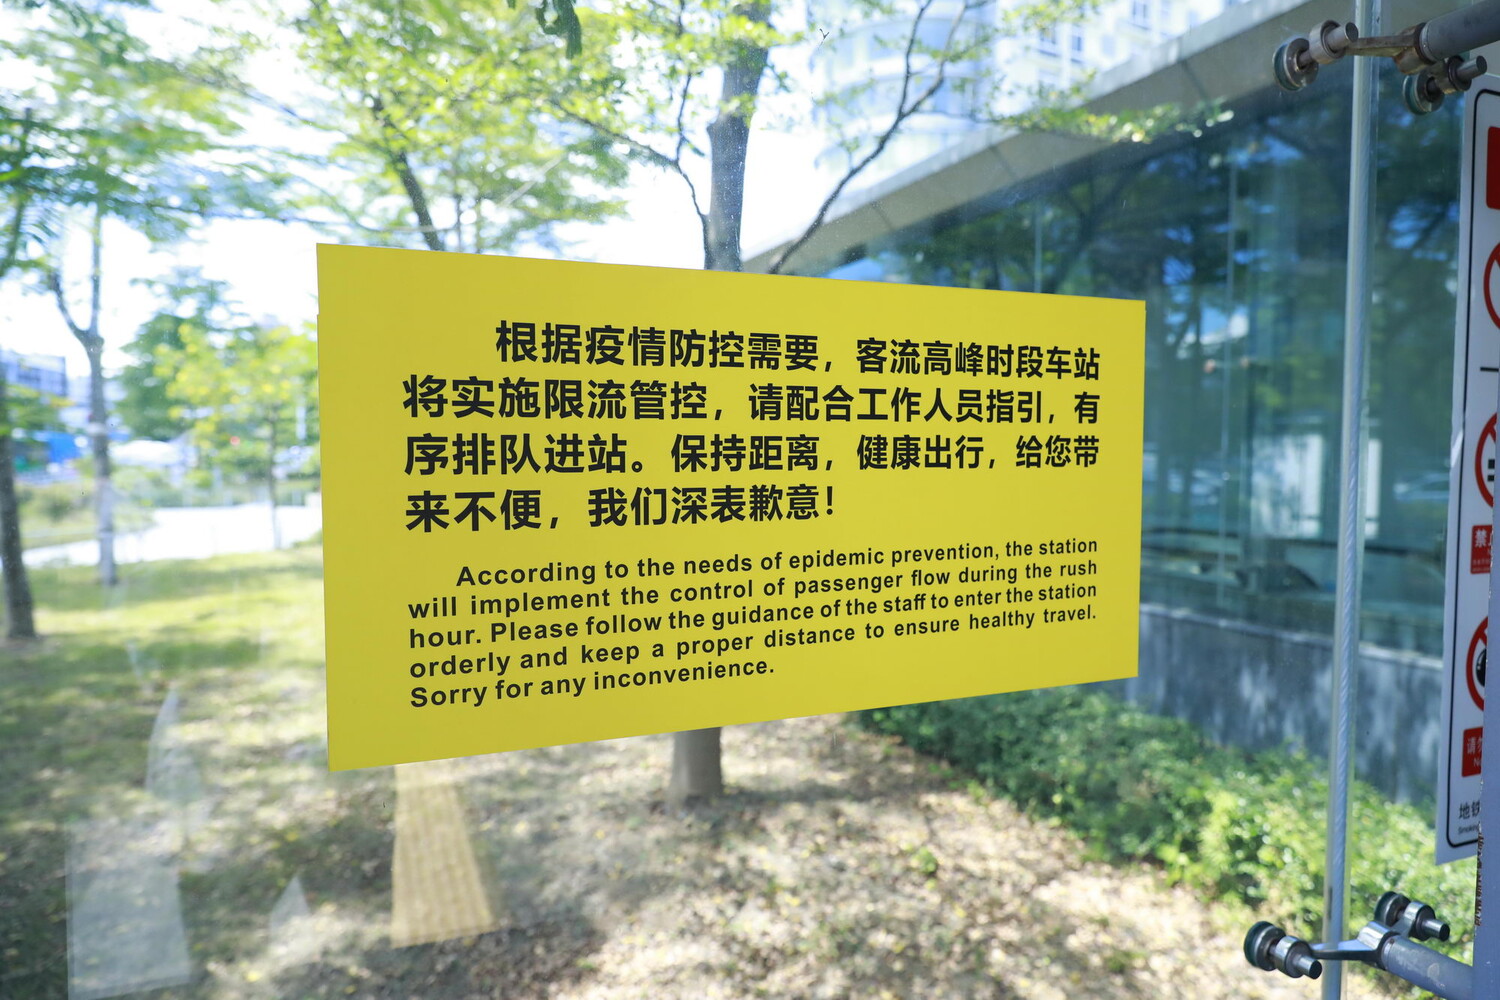 根据疫情防控需要，客流高峰时段车站
将实施限流管控，请配合工作人员指引，有
序排队进站。保持距离，健康出行，给您带
来不便，我们深表歉意！
According to the needs of epidemic prevention, the station
will implement the control of passenger flow during the rush
hour. Please follow the guidance of the staff to enter the station
orderly and keep a proper distance to ensure healthy travel.
Sorry for any inconvenience.
禁
请勿
地铁